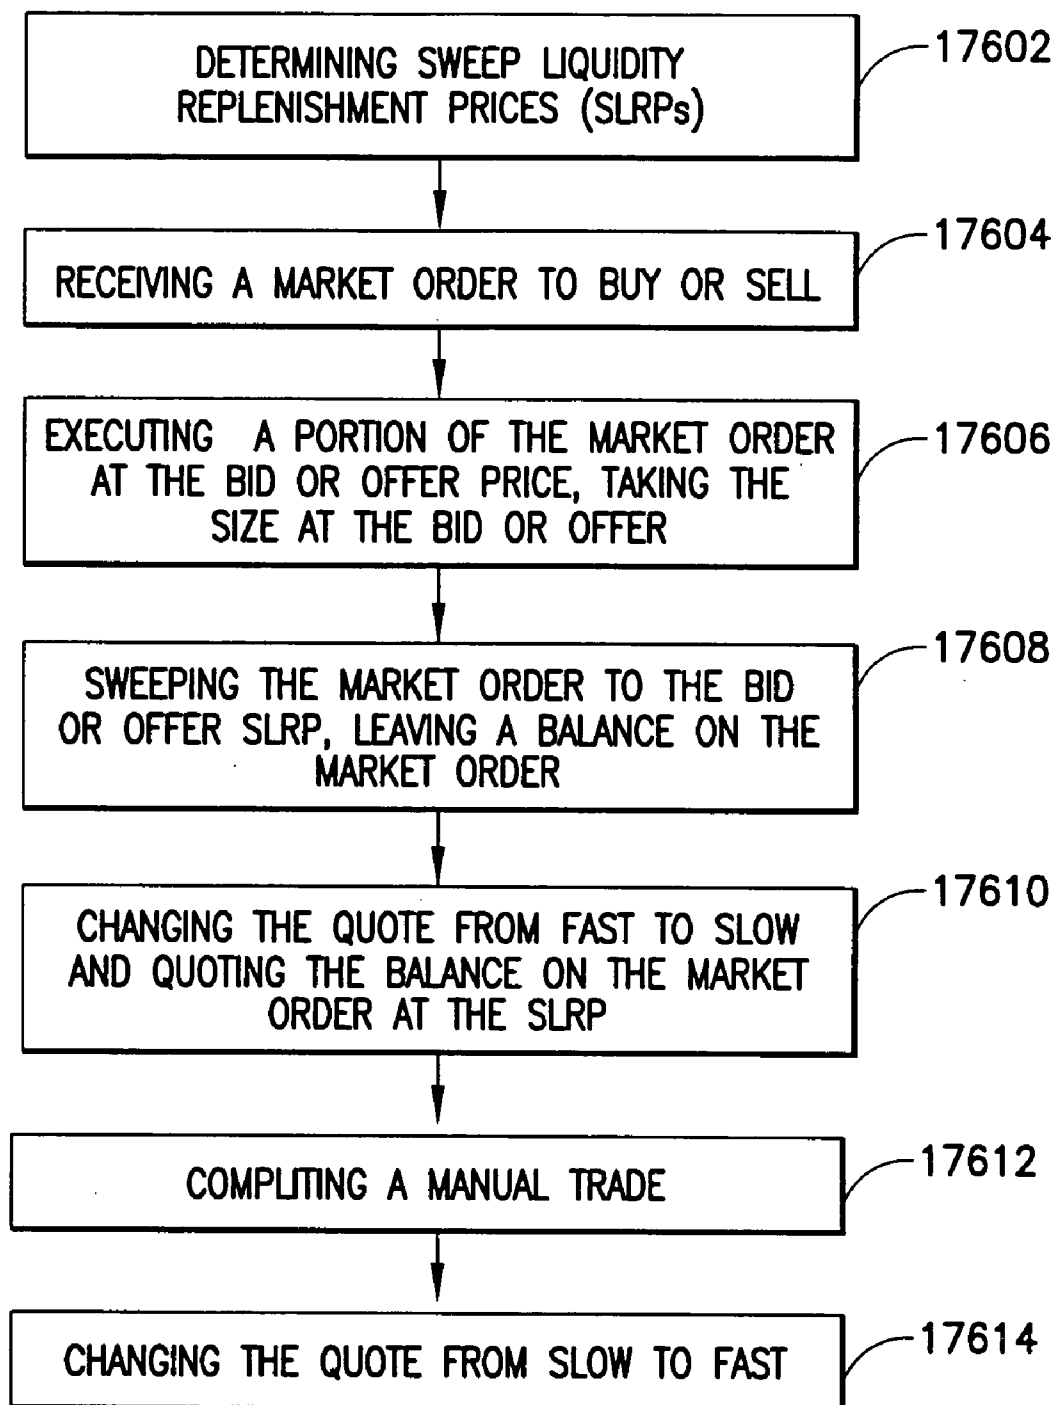 DETERMINING SWEEP LIQUIDITY
REPLENISHMENT PRICES (SLRPs)
17602
RECEIVING A MARKET ORDER TO BUY OR SELL
17604
EXECUTING A PORTION OF THE MARKET ORDER
AT THE BID OR OFFER PRICE, TAKING THE
SIZE AT THE BID OR OFFER
17606
SWEEPING THE MARKET ORDER TO THE BID
OR OFFER SLRP, LEAVING A BALANCE ON THE
MARKET ORDER
17608
CHANGING THE QUOTE FROM FAST TO SLOW
AND QUOTING THE BALANCE ON THE MARKET
ORDER AT THE SLRP
17610
COMPUTING A MANUAL TRADE
17612
CHANGING THE QUOTE FROM SLOW TO FAST
17614